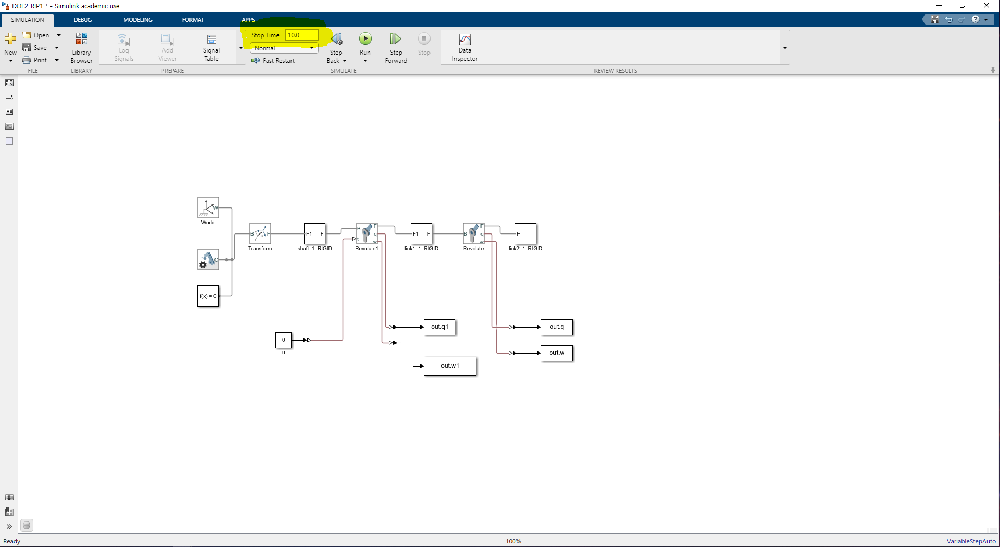 DOF2_RIP1 * - Simulink academic use
SIMULATION DEBUG MODELING FORMAT APPS
New
Open
Save
Print
FILE
Library
Browser
LIBRARY
Log
Signals
Add
Viewer
Signal
Table
PREPARE
Stop Time 10.0
Normal
Fast Restart
Step
Back
Run
Step
Forward
Stop
SIMULATE
Data
Inspector
REVIEW RESULTS
W
World
C
f(x) = 0
B F
Transform
F1 F
shaft_1_RIGID
B F
q
t
w
Revolute1
F1 F
link1_1_RIGID
F
B q
w
Revolute
F
link2_1_RIGID
0
u
out.q1
out.w1
out.q
out.w
Ready
100%
VariableStepAuto